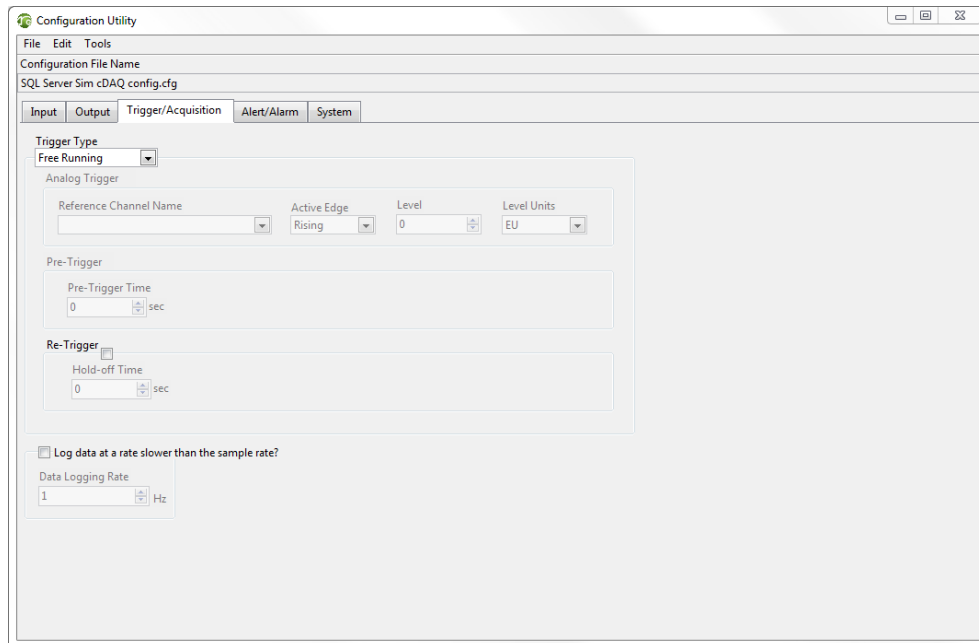 Configuration Utility
File Edit Tools
Configuration File Name
SQL Server Sim cDAQ config.cfg
Input Output Trigger/Acquisition Alert/Alarm System
Trigger Type
Free Running
Analog Trigger
Reference Channel Name Active Edge Level Level Units
Rising 0 EU
Pre-Trigger
Pre-Trigger Time
0 sec
Re-Trigger
Hold-off Time
0 sec
Log data at a rate slower than the sample rate?
Data Logging Rate
1 Hz